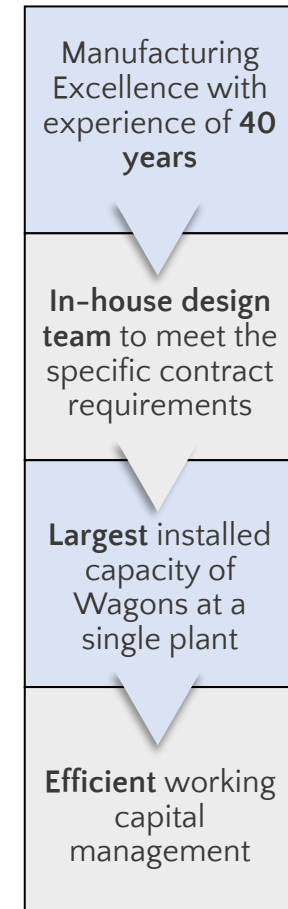 Manufacturing
Excellence with
experience of 40
years
In-house design
team to meet the
specific contract
requirements
Largest installed
capacity of
Wagons at a
single plant
Efficient working
capital
management